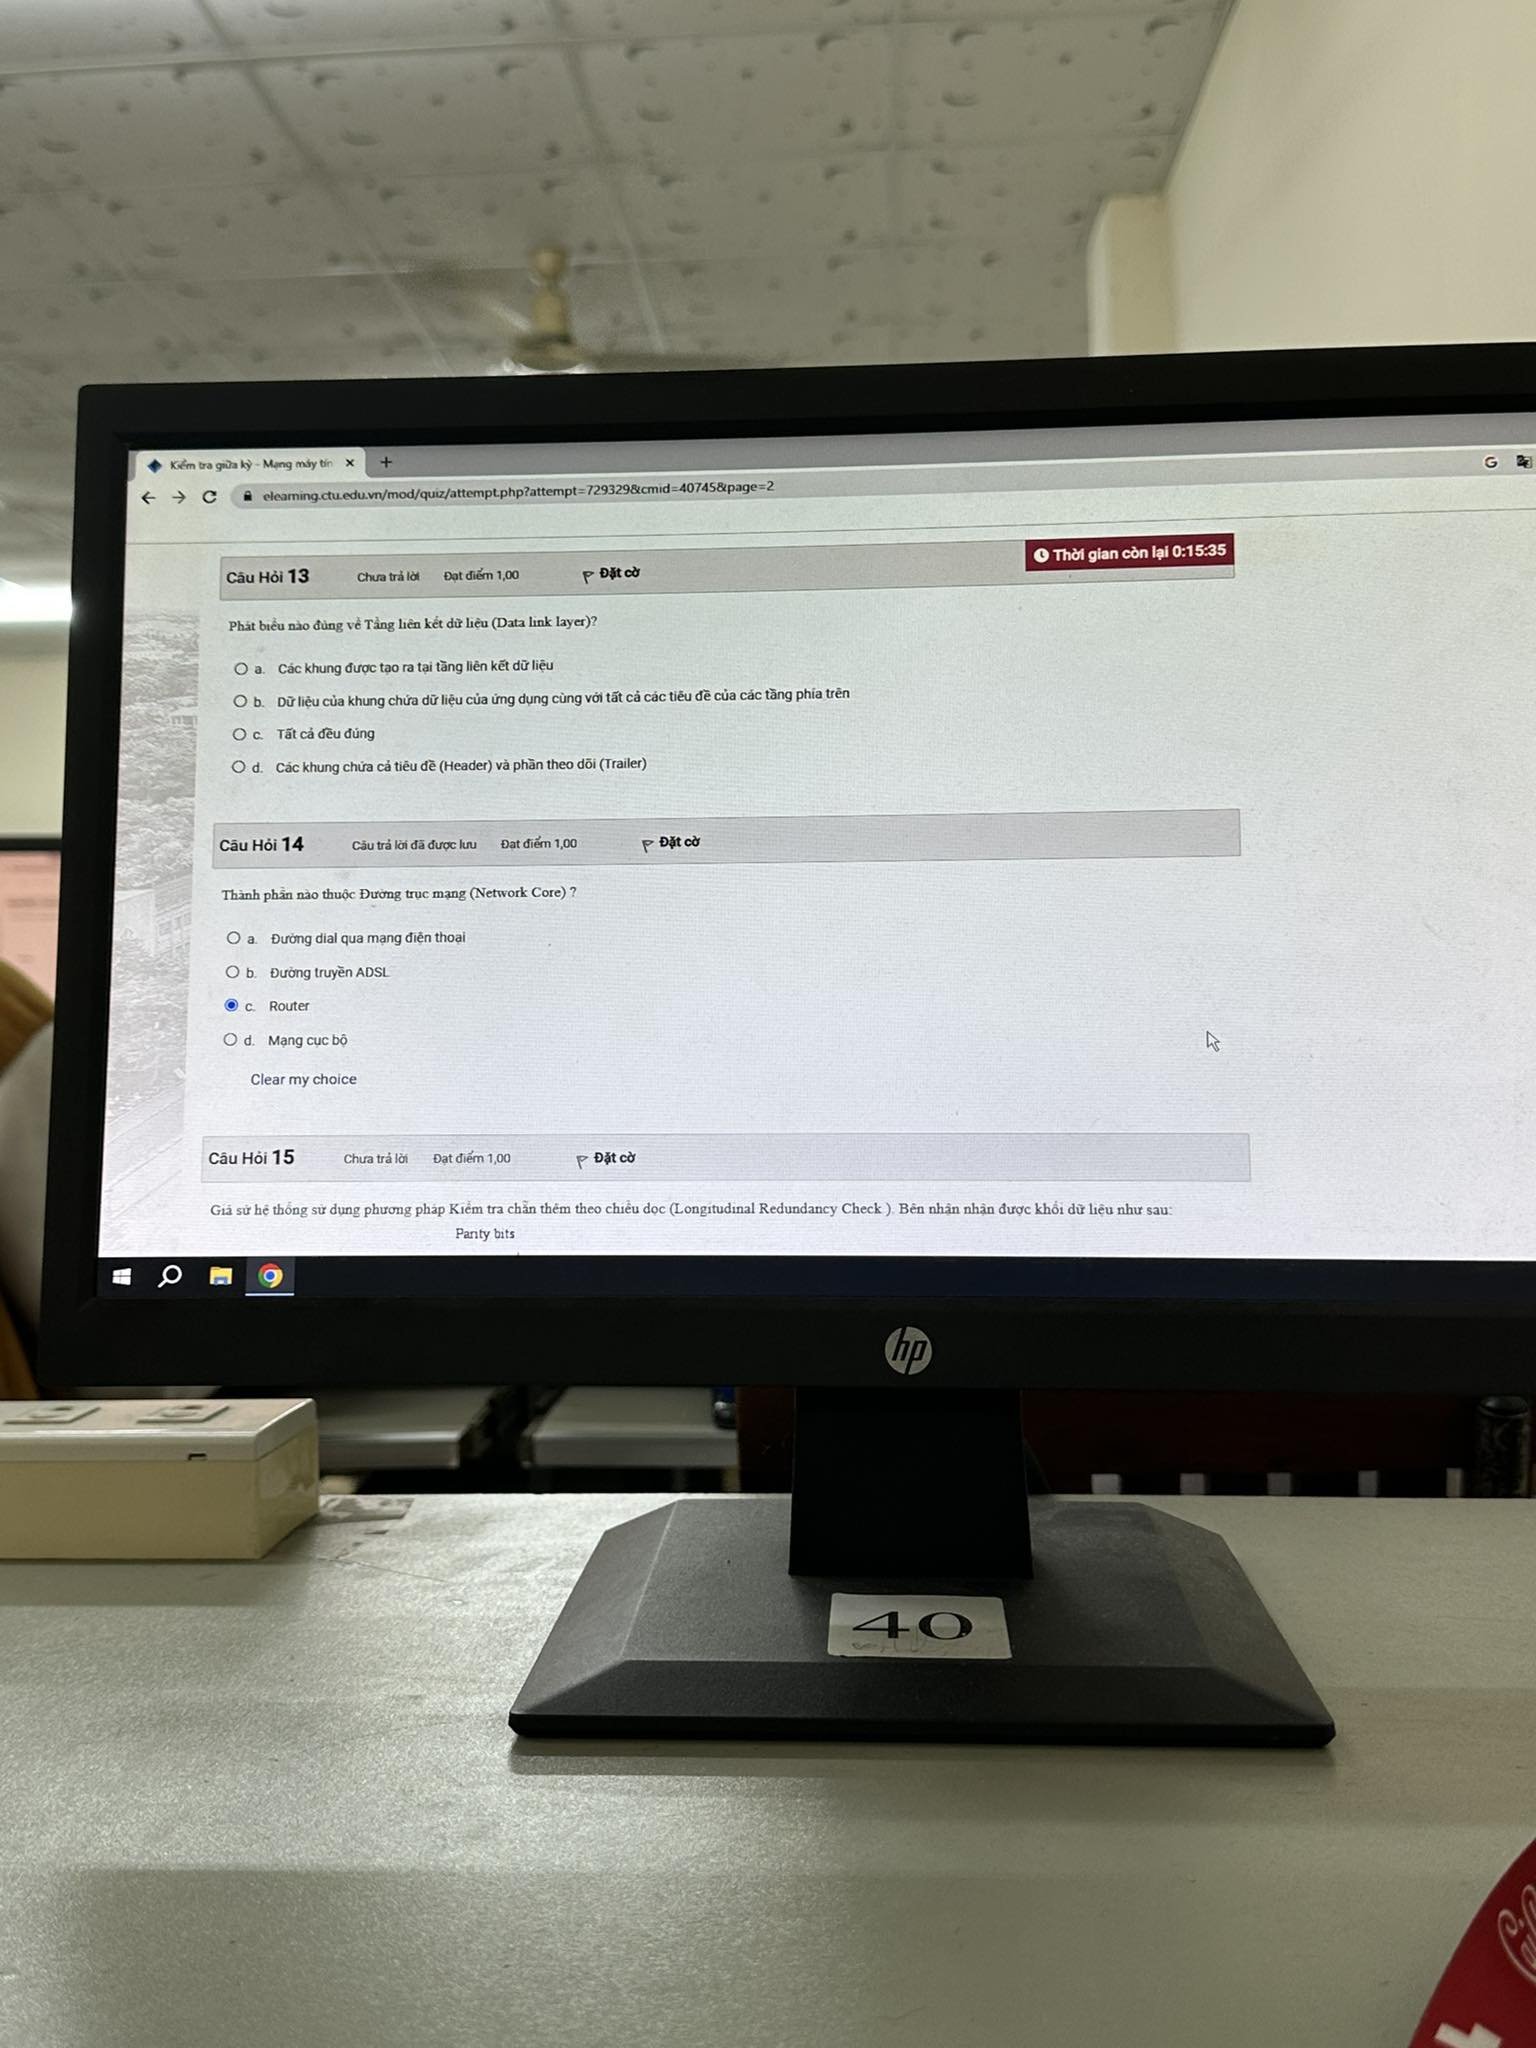 Kiểm tra giữa kỳ - Mạng máy tín
elearning.ctu.edu.vn/mod/quiz/attempt.php?attempt=729329&cmid=40745&page=2
Thời gian còn lại 0:15:35
Câu Hỏi 13 Chưa trả lời Đạt điểm 1,00 Đặt cờ
Phát biểu nào đúng về Tầng liên kết dữ liệu (Data link layer)?
a. Các khung được tạo ra tại tầng liên kết dữ liệu
b. Dữ liệu của khung chứa dữ liệu của ứng dụng cùng với tất cả các tiêu đề của các tầng phía trên
c. Tất cả đều đúng
d. Các khung chứa cả tiêu đề (Header) và phần theo dõi (Trailer)
Câu Hỏi 14 Câu trả lời đã được lưu Đạt điểm 1,00 Đặt cờ
Thành phần nào thuộc Đường trục mạng (Network Core) ?
a. Đường dial qua mạng điện thoại
b. Đường truyền ADSL
c. Router
d. Mạng cục bộ
Clear my choice
Câu Hỏi 15 Chưa trả lời Đạt điểm 1,00 Đặt cờ
Giả sử hệ thống sử dụng phương pháp Kiểm tra chẵn thêm theo chiều dọc (Longitudinal Redundancy Check ). Bên nhận nhận được khối dữ liệu như sau:
Parity bits
hp
40